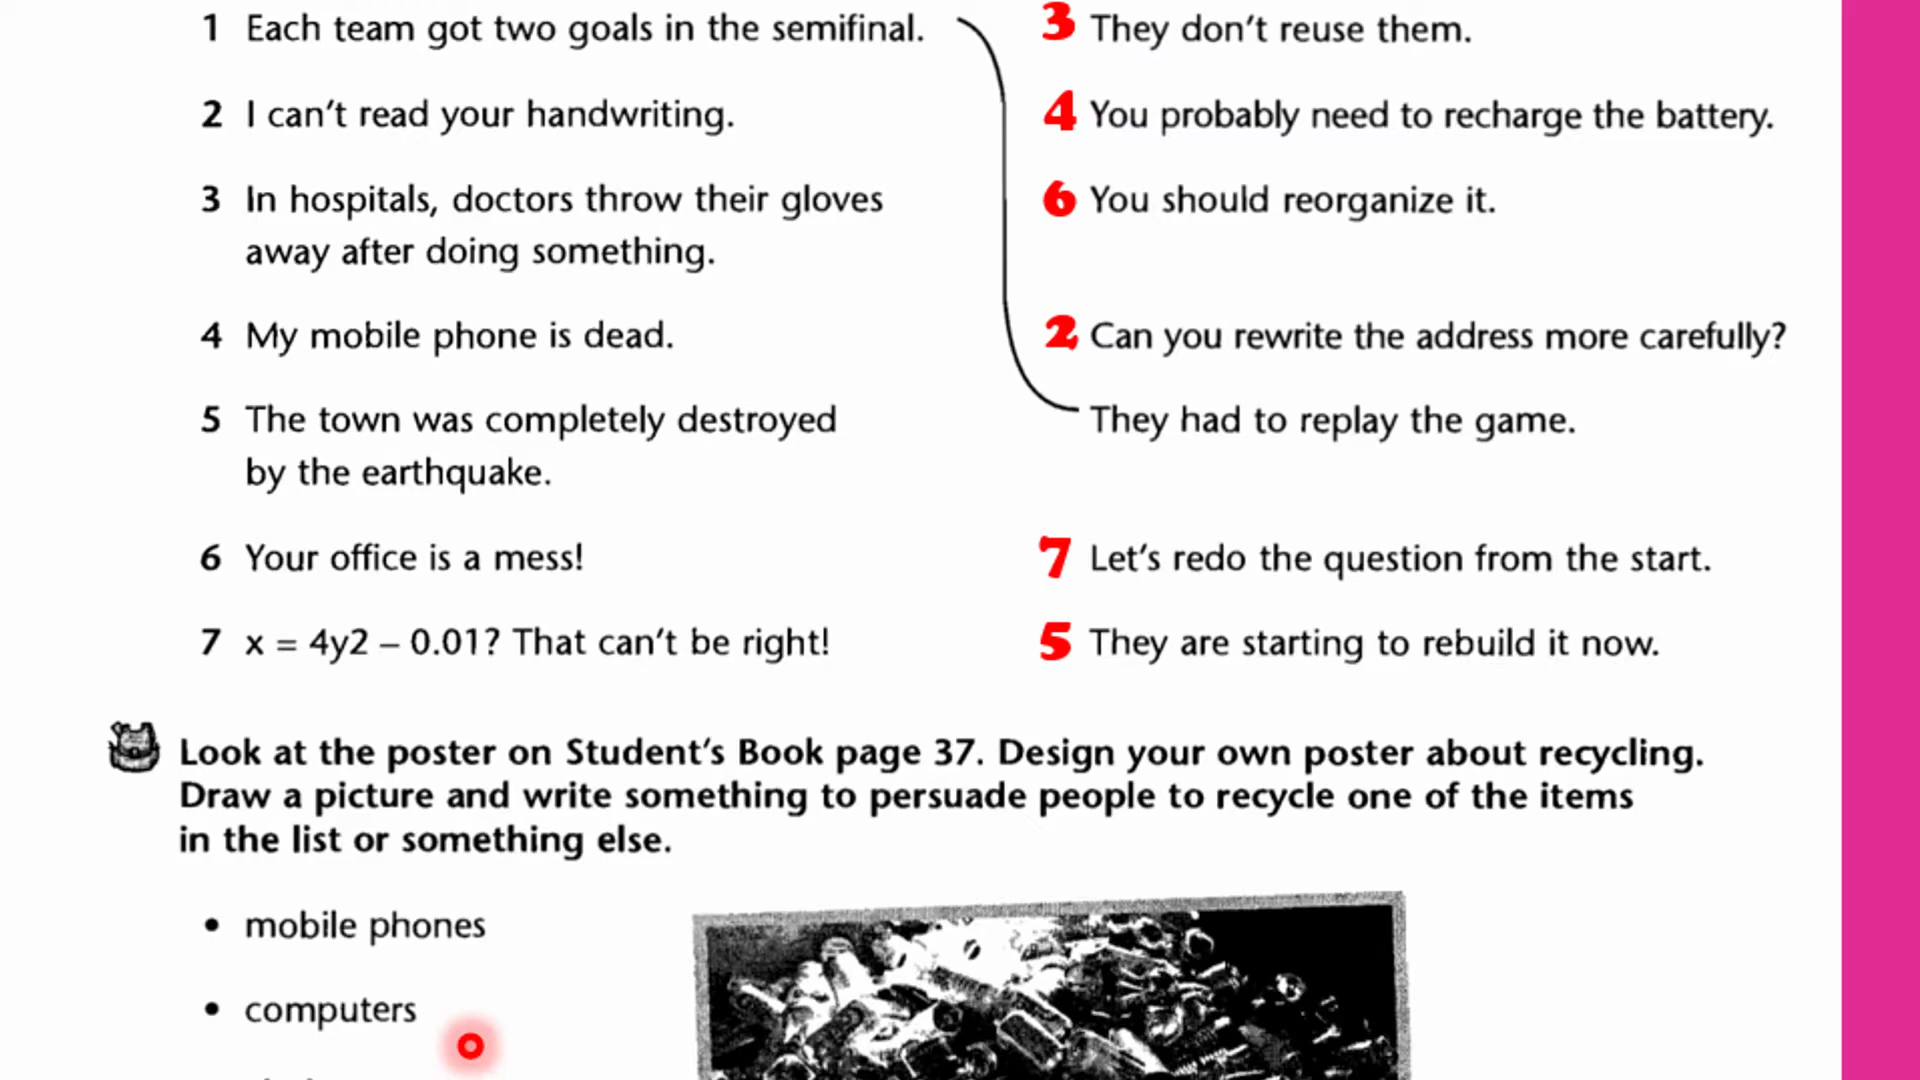 1 Each team got two goals in the semifinal.
3 They don't reuse them.
2 I can't read your handwriting.
4 You probably need to recharge the battery.
3 In hospitals, doctors throw their gloves
away after doing something.
6 You should reorganize it.
4 My mobile phone is dead.
2 Can you rewrite the address more carefully?
5 The town was completely destroyed
by the earthquake.
They had to replay the game.
6 Your office is a mess!
7 Let's redo the question from the start.
7 x = 4y2 – 0.01? That can't be right!
5 They are starting to rebuild it now.
Look at the poster on Student's Book page 37. Design your own poster about recycling.
Draw a picture and write something to persuade people to recycle one of the items
in the list or something else.
• mobile phones
• computers